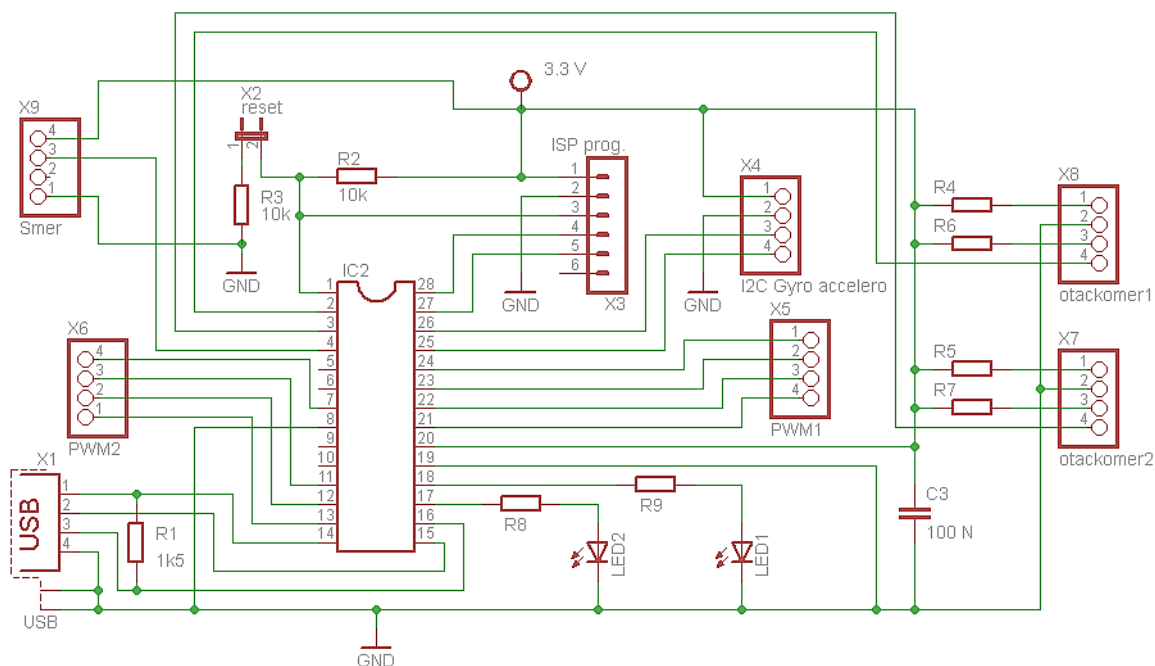 3.3 V
X9
4
3
2
1
Smer
X2
reset
1
2
R2
10k
R3
10k
GND
ISP prog.
1
2
3
4
5
6
X3
GND
X4
1
2
3
4
I2C Gyro accelero
GND
R4
R6
X8
1
2
3
4
otackomer1
IC2
1
2
3
4
5
6
7
8
9
10
11
12
13
14
28
27
26
25
24
23
22
21
20
19
18
17
16
15
X6
4
3
2
1
PWM2
X5
1
2
3
4
PWM1
R5
R7
X7
1
2
3
4
otackomer2
X1
USB
1
2
3
4
USB
R1
1k5
R8
R9
LED2
LED1
C3
100 N
GND